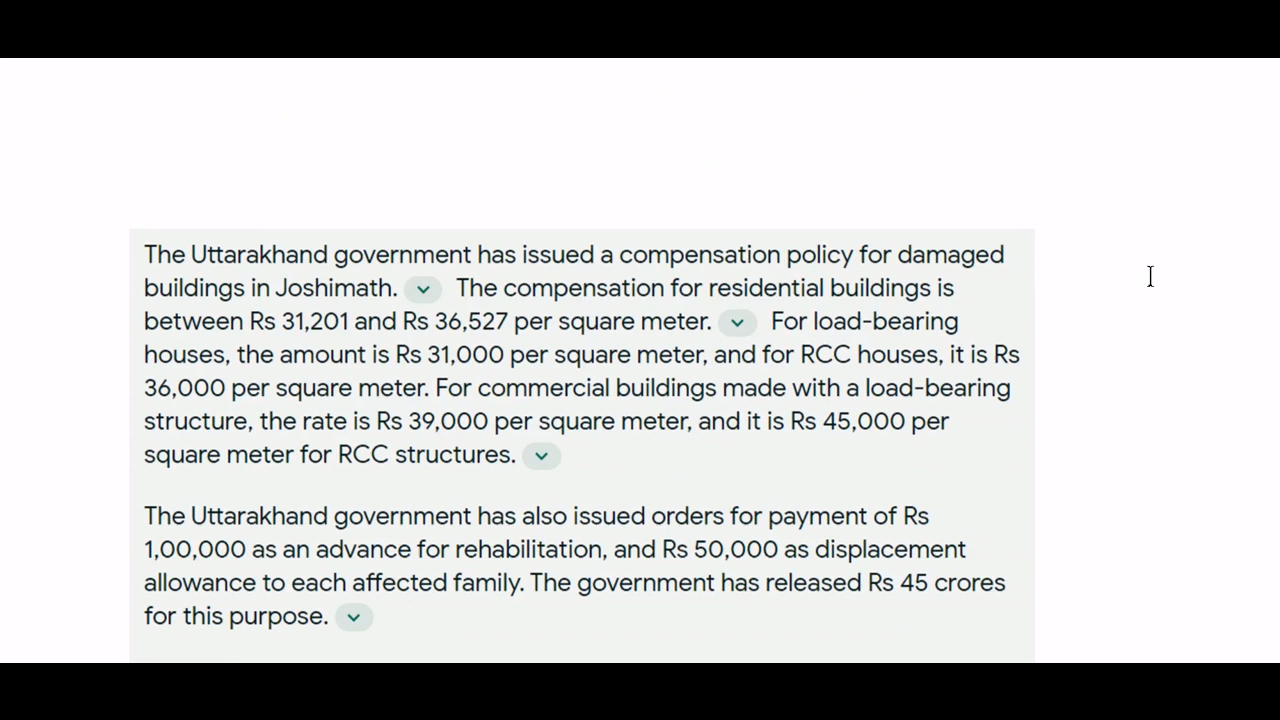 The Uttarakhand government has issued a compensation policy for damaged
buildings in Joshimath. The compensation for residential buildings is
between Rs 31,201 and Rs 36,527 per square meter. For load-bearing
houses, the amount is Rs 31,000 per square meter, and for RCC houses, it is Rs
36,000 per square meter. For commercial buildings made with a load-bearing
structure, the rate is Rs 39,000 per square meter, and it is Rs 45,000 per
square meter for RCC structures.
The Uttarakhand government has also issued orders for payment of Rs
1,00,000 as an advance for rehabilitation, and Rs 50,000 as displacement
allowance to each affected family. The government has released Rs 45 crores
for this purpose.